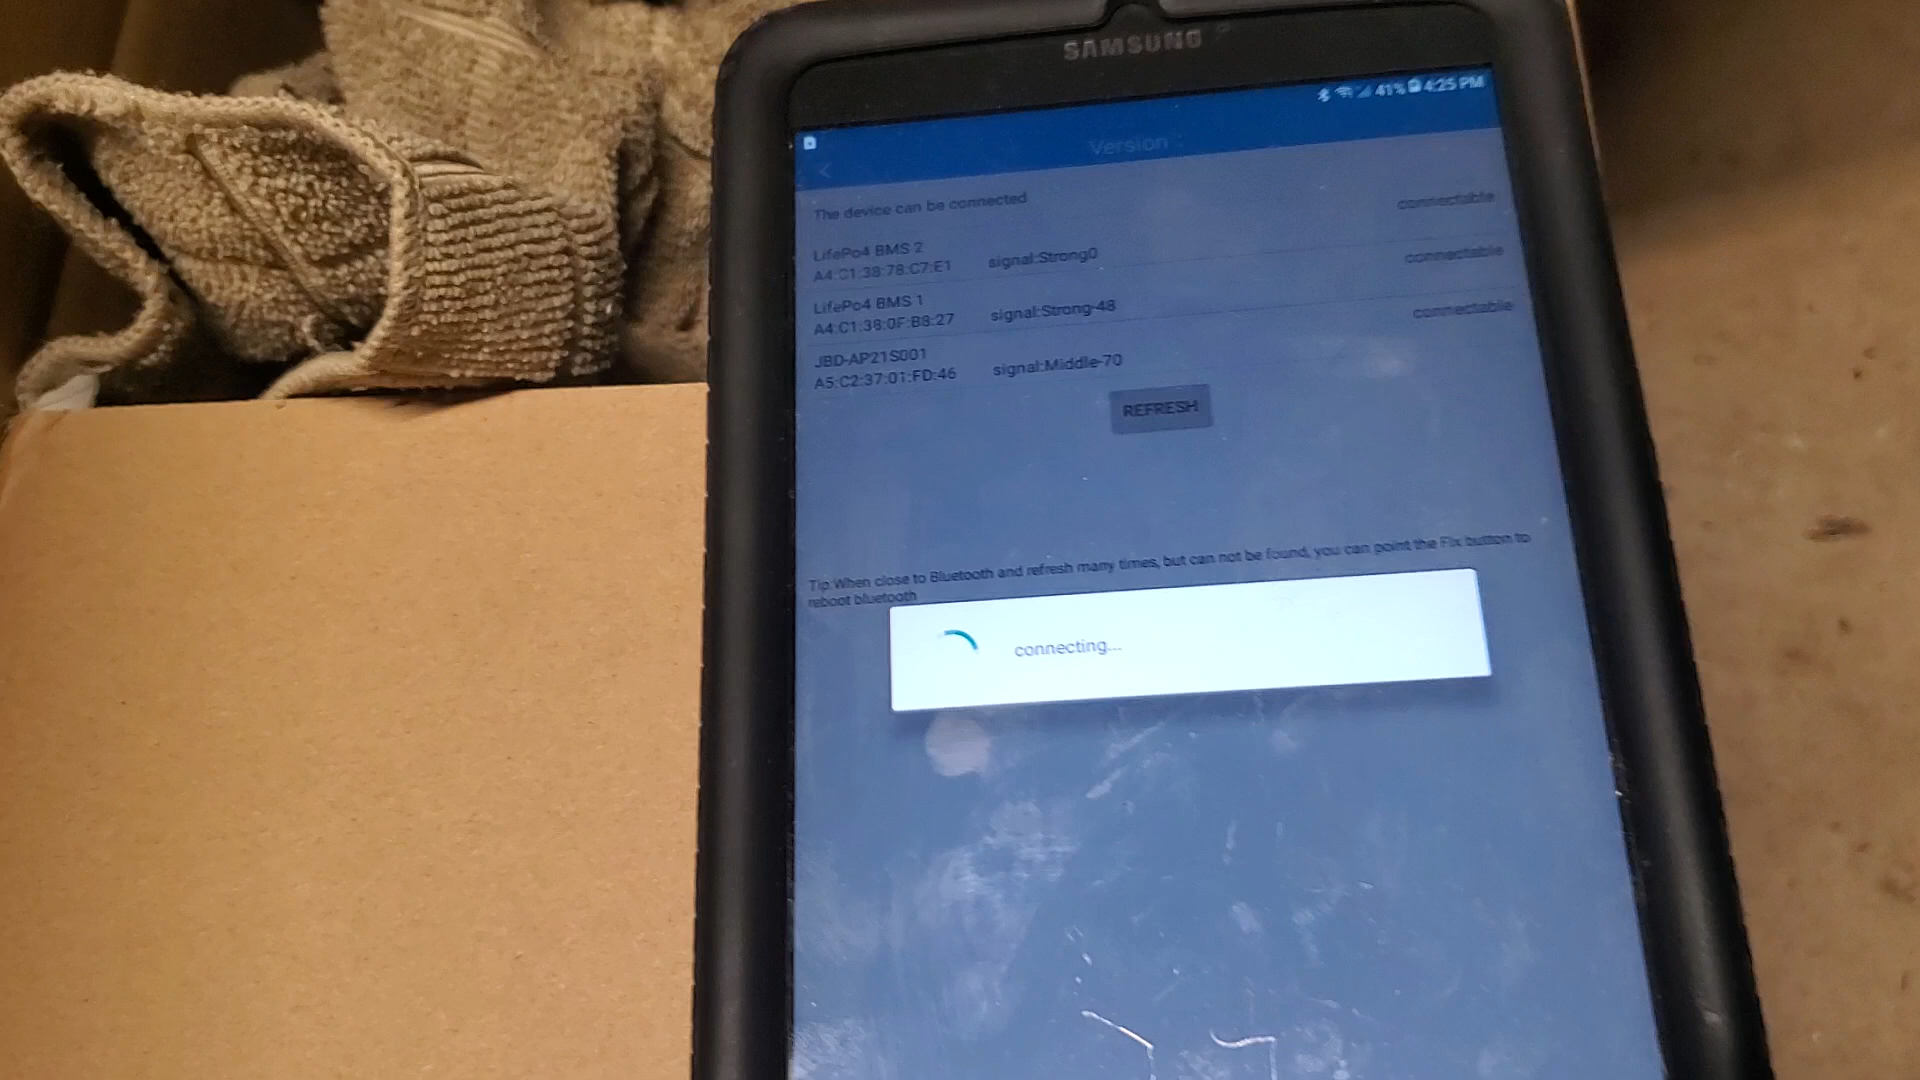 SAMSUNG
41% 4:25 PM
Version
The device can be connected
connectable
LifePo4 BMS 2
A4:C1:38:78:C7:E1 signal:Strong0
connectable
LifePo4 BMS 1
A4:C1:38:0F:B8:27 signal:Strong-48
connectable
JBD-AP21S001
A5:C2:37:01:FD:46 signal:Middle-70
REFRESH
Tip:When close to Bluetooth and refresh many times, but can not be found, you can point the Fix button to
reboot bluetooth
connecting...